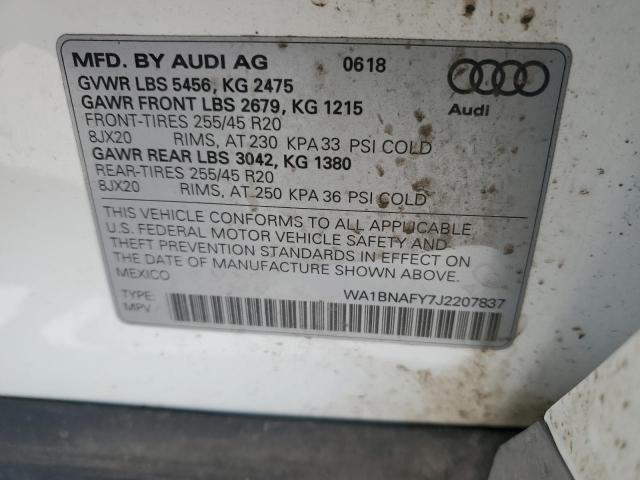 MFD. BY AUDI AG 0618
GVWR LBS 5456, KG 2475
GAWR FRONT LBS 2679, KG 1215
FRONT-TIRES 255/45 R20
8JX20 RIMS, AT 230 KPA 33 PSI COLD
GAWR REAR LBS 3042, KG 1380
REAR-TIRES 255/45 R20
8JX20 RIMS, AT 250 KPA 36 PSI COLD
Audi
THIS VEHICLE CONFORMS TO ALL APPLICABLE
U.S. FEDERAL MOTOR VEHICLE SAFETY AND
THEFT PREVENTION STANDARDS IN EFFECT ON
THE DATE OF MANUFACTURE SHOWN ABOVE.
MEXICO
TYPE: WA1BNAFY7J2207837
MPV